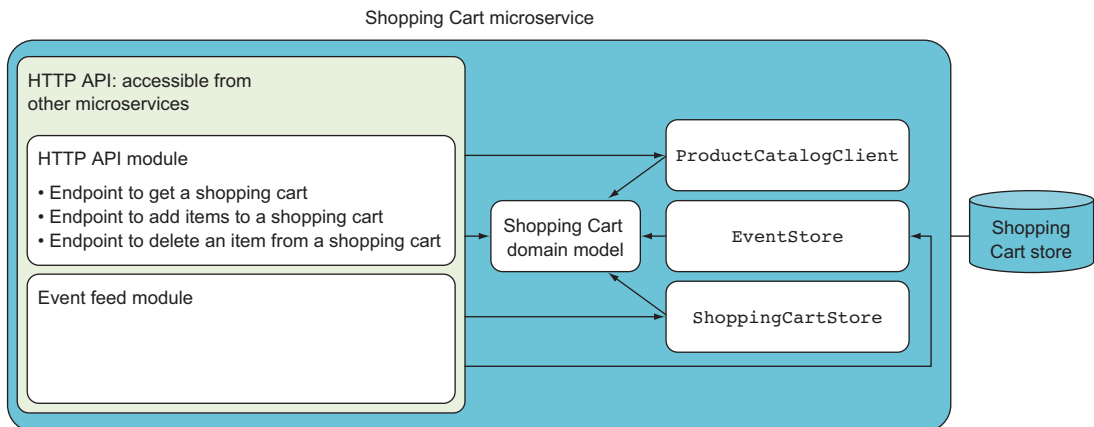 Shopping Cart microservice
HTTP API: accessible from
other microservices
HTTP API module
• Endpoint to get a shopping cart
• Endpoint to add items to a shopping cart
• Endpoint to delete an item from a shopping cart
Event feed module
Shopping Cart
domain model
ProductCatalogClient
EventStore
ShoppingCartStore
Shopping
Cart store